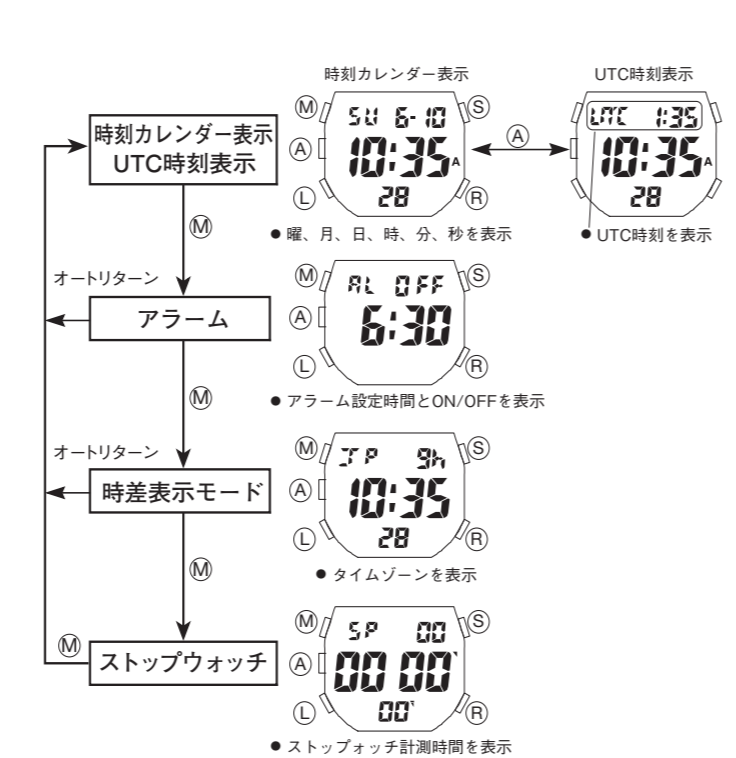 時刻カレンダー表示
UTC時刻表示
時刻カレンダー表示
UTC時刻表示
M
S
A
L
R
SU 6-10
10:35 A
28
A
UTC 1:35
10:35 A
28
● 曜、月、日、時、分、秒を表示
● UTC時刻を表示
M
オートリターン
アラーム
M
S
A
L
R
AL OFF
6:30
● アラーム設定時間とON/OFFを表示
M
オートリターン
時差表示モード
M
S
A
L
R
JP 9h
10:35
28
● タイムゾーンを表示
M
M
ストップウォッチ
M
S
A
L
R
SP 00
00 00'
00"
● ストップォッチ計測時間を表示